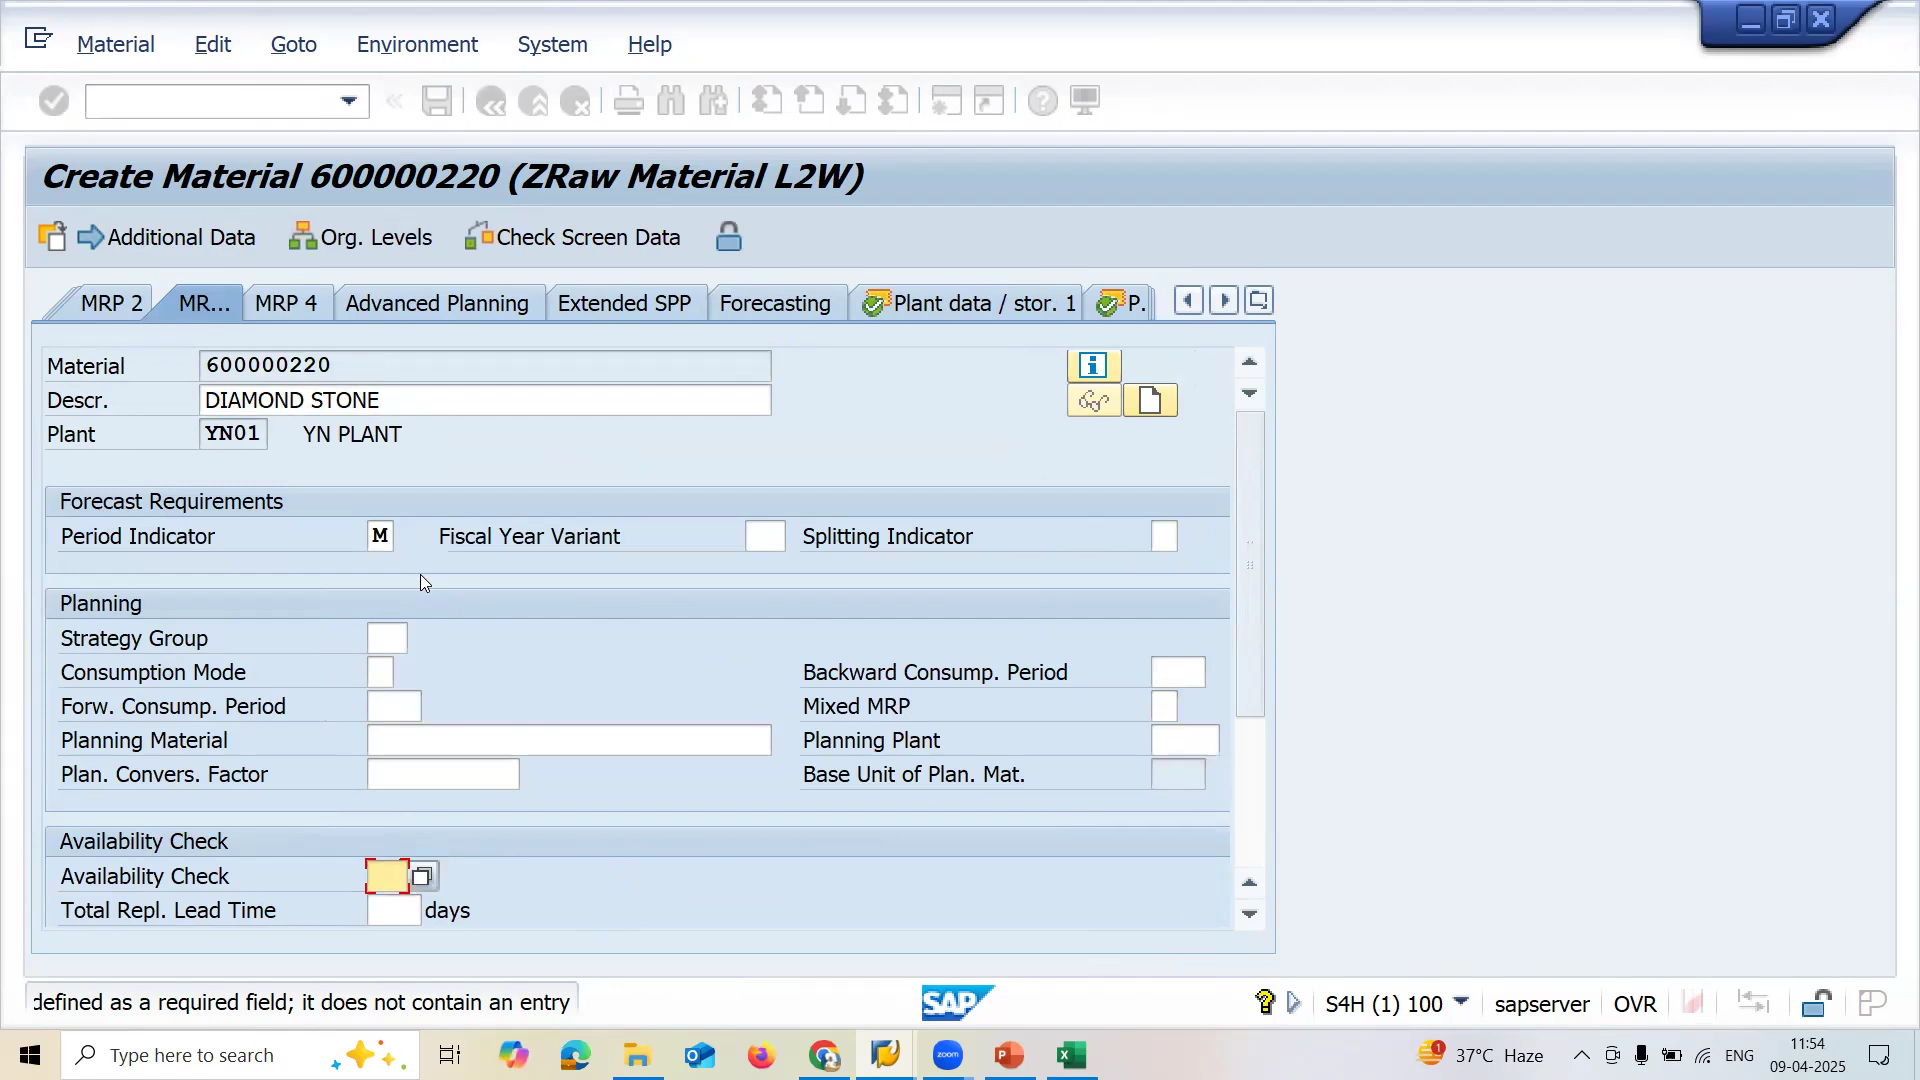 Material Edit Goto Environment System Help
Create Material 600000220 (ZRaw Material L2W)
Additional Data Org. Levels Check Screen Data
MRP 2 MR... MRP 4 Advanced Planning Extended SPP Forecasting Plant data / stor. 1 P.
Material 600000220
Descr. DIAMOND STONE
Plant YN01 YN PLANT
Forecast Requirements
Period Indicator M Fiscal Year Variant Splitting Indicator
Planning
Strategy Group
Consumption Mode Backward Consump. Period
Forw. Consump. Period Mixed MRP
Planning Material Planning Plant
Plan. Convers. Factor Base Unit of Plan. Mat.
Availability Check
Availability Check
Total Repl. Lead Time days
defined as a required field; it does not contain an entry SAP S4H (1) 100 sapserver OVR
Type here to search zoom 1 37°C Haze ENG 11:54
09-04-2025